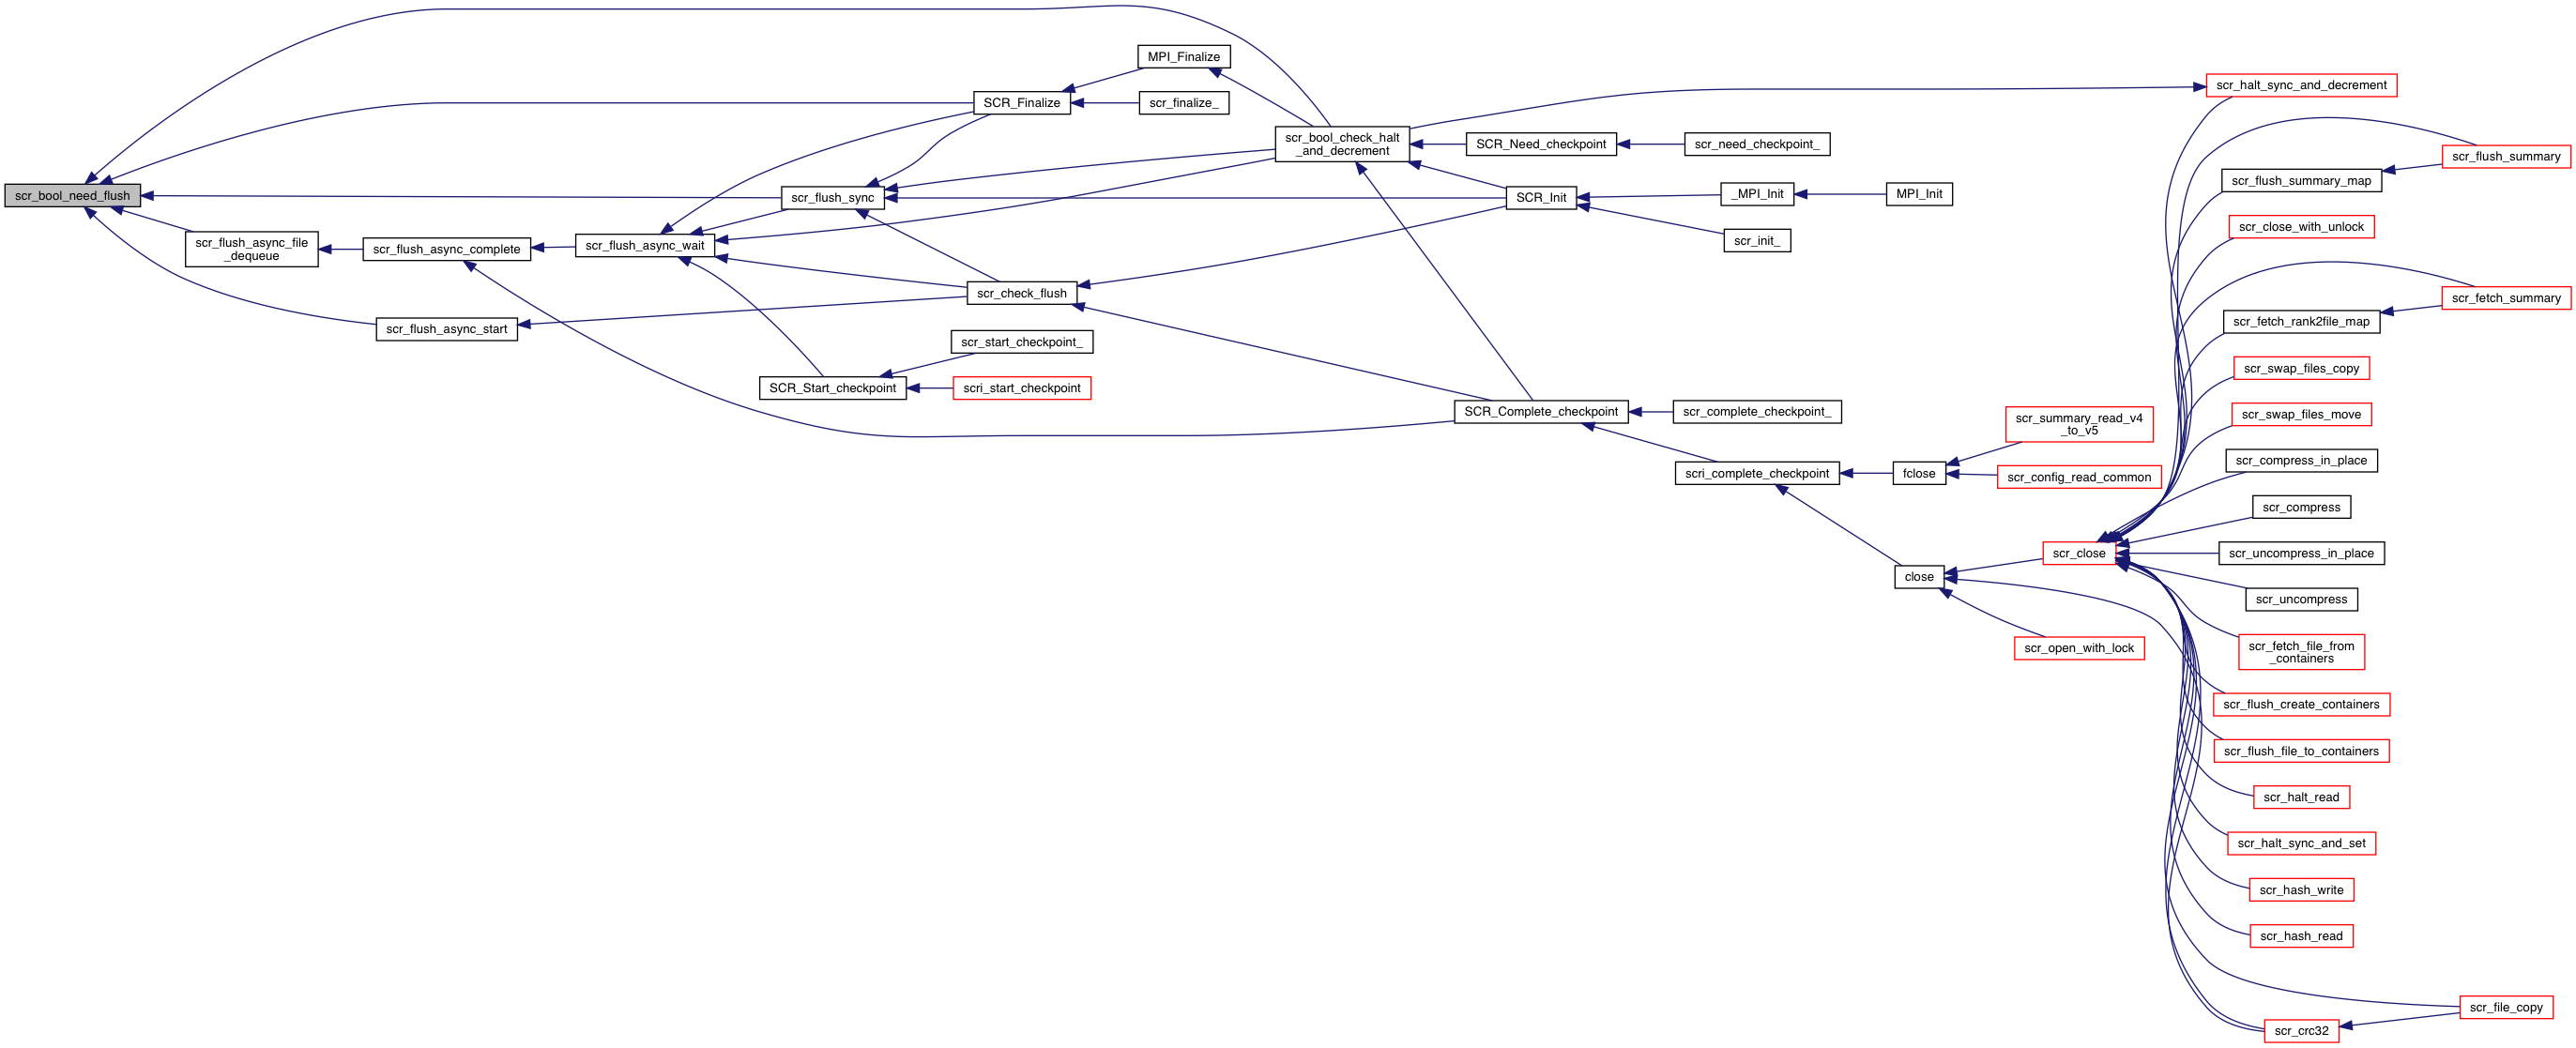 scr_bool_need_flush
scr_flush_async_file
_dequeue
scr_flush_async_complete
scr_flush_async_start
scr_flush_async_wait
scr_flush_sync
SCR_Start_checkpoint
SCR_Finalize
scr_check_flush
scr_start_checkpoint_
scri_start_checkpoint
MPI_Finalize
scr_finalize_
scr_bool_check_halt
_and_decrement
SCR_Need_checkpoint
SCR_Init
SCR_Complete_checkpoint
scr_need_checkpoint_
_MPI_Init
scr_init_
scr_complete_checkpoint_
scri_complete_checkpoint
MPI_Init
fclose
close
scr_summary_read_v4
_to_v5
scr_config_read_common
scr_close
scr_open_with_lock
scr_halt_sync_and_decrement
scr_flush_summary
scr_flush_summary_map
scr_close_with_unlock
scr_fetch_summary
scr_fetch_rank2file_map
scr_swap_files_copy
scr_swap_files_move
scr_compress_in_place
scr_compress
scr_uncompress_in_place
scr_uncompress
scr_fetch_file_from
_containers
scr_flush_create_containers
scr_flush_file_to_containers
scr_halt_read
scr_halt_sync_and_set
scr_hash_write
scr_hash_read
scr_file_copy
scr_crc32